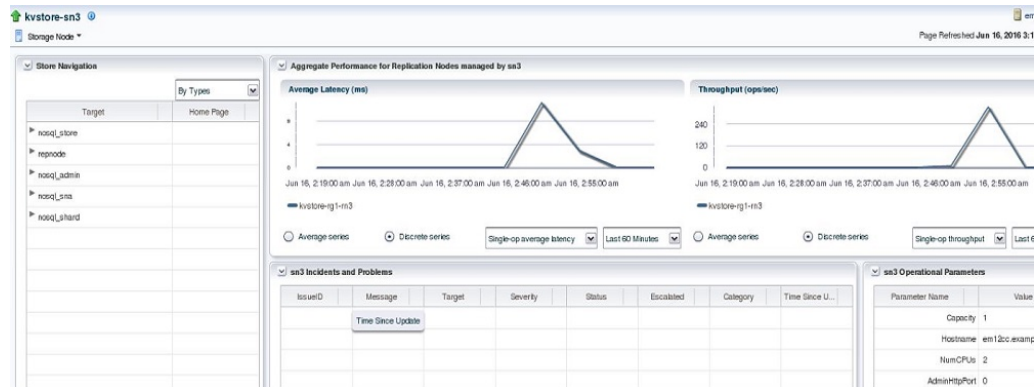 kvstore-sn3
Storage Node
Page Refreshed Jun 16, 2016 3:1
Store Navigation
By Types
Target Home Page
nosql_store
repnode
nosql_admin
nosql_sna
nosql_shard
Aggregate Performance for Replication Nodes managed by sn3
Average Latency (ms)
8
4
0
Jun 16, 2:19:00 am Jun 16, 2:28:00 am Jun 16, 2:37:00 am Jun 16, 2:46:00 am Jun 16, 2:55:00 am
kvstore-rg1-rn3
Average series Discrete series Single-op average latency Last 60 Minutes
Throughput (ops/sec)
240
120
0
Jun 16, 2:19:00 am Jun 16, 2:28:00 am Jun 16, 2:37:00 am Jun 16, 2:46:00 am Jun 16, 2:55:00 am
kvstore-rg1-rn3
Average series Discrete series Single-op throughput Last 6
sn3 Incidents and Problems
IssueID Message Target Severity Status Escalated Category Time Since U...
Time Since Update
sn3 Operational Parameters
Parameter Name Value
Capacity 1
Hostname em12cc.examp
NumCPUs 2
AdminHttpPort 0